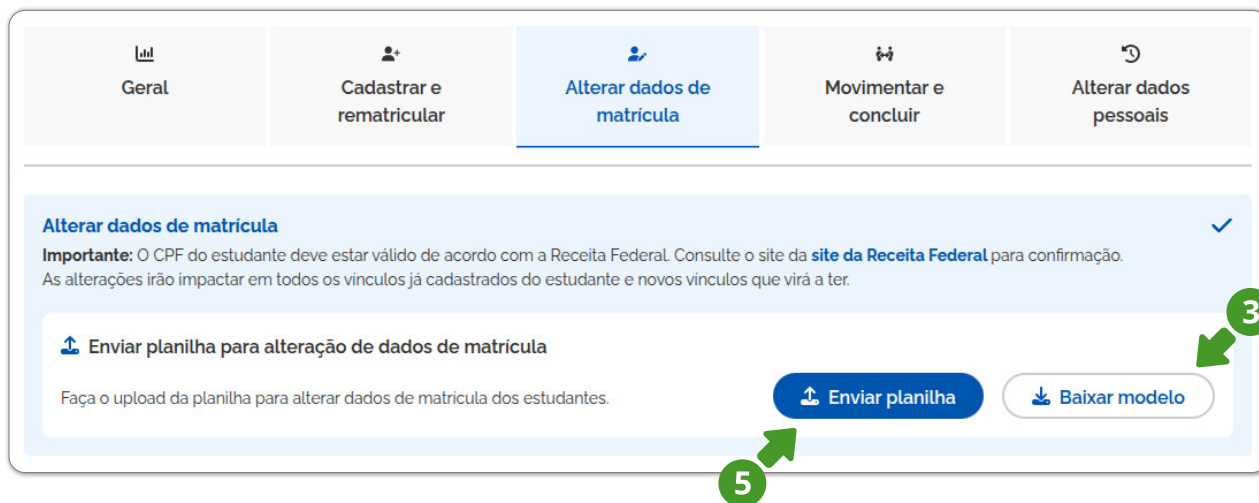 Geral
Cadastrar e
rematricular
Alterar dados de
matrícula
Movimentar e
concluir
Alterar dados
pessoais
Alterar dados de matrícula
Importante: O CPF do estudante deve estar válido de acordo com a Receita Federal. Consulte o site da site da Receita Federal para confirmação.
As alterações irão impactar em todos os vínculos já cadastrados do estudante e novos vínculos que virá a ter.
3
Enviar planilha para alteração de dados de matrícula
Faça o upload da planilha para alterar dados de matrícula dos estudantes.
Enviar planilha
Baixar modelo
5